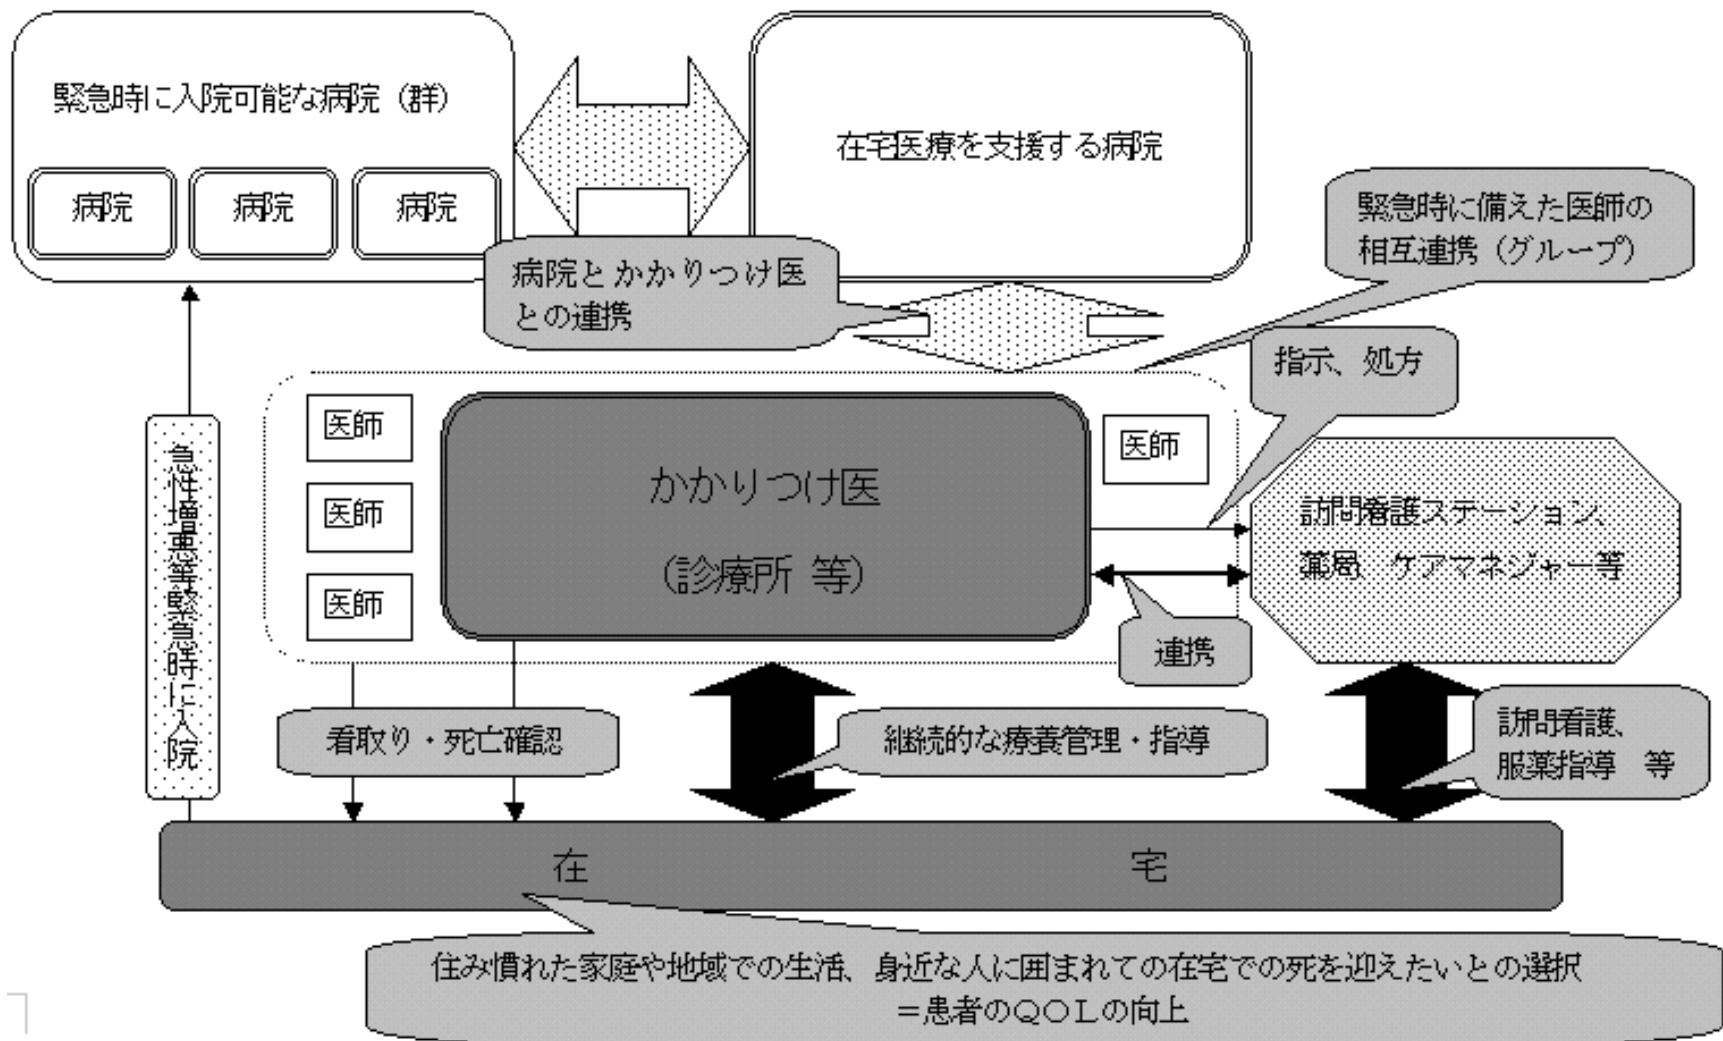 緊急時に入院可能な病院（群）
病院
病院
病院
在宅医療を支援する病院
病院とかかりつけ医
との連携
緊急時に備えた医師の
相互連携（グループ）
指示、処方
医師
医師
医師
かかりつけ医
（診療所 等）
医師
訪問看護ステーション、
薬局、ケアマネジャー等
連携
急性増悪等緊急時に入院
看取り・死亡確認
継続的な療養管理・指導
訪問看護、
服薬指導　等
在　宅
住み慣れた家庭や地域での生活、身近な人に囲まれての在宅での死を迎えたいとの選択
＝患者のＱＯＬの向上